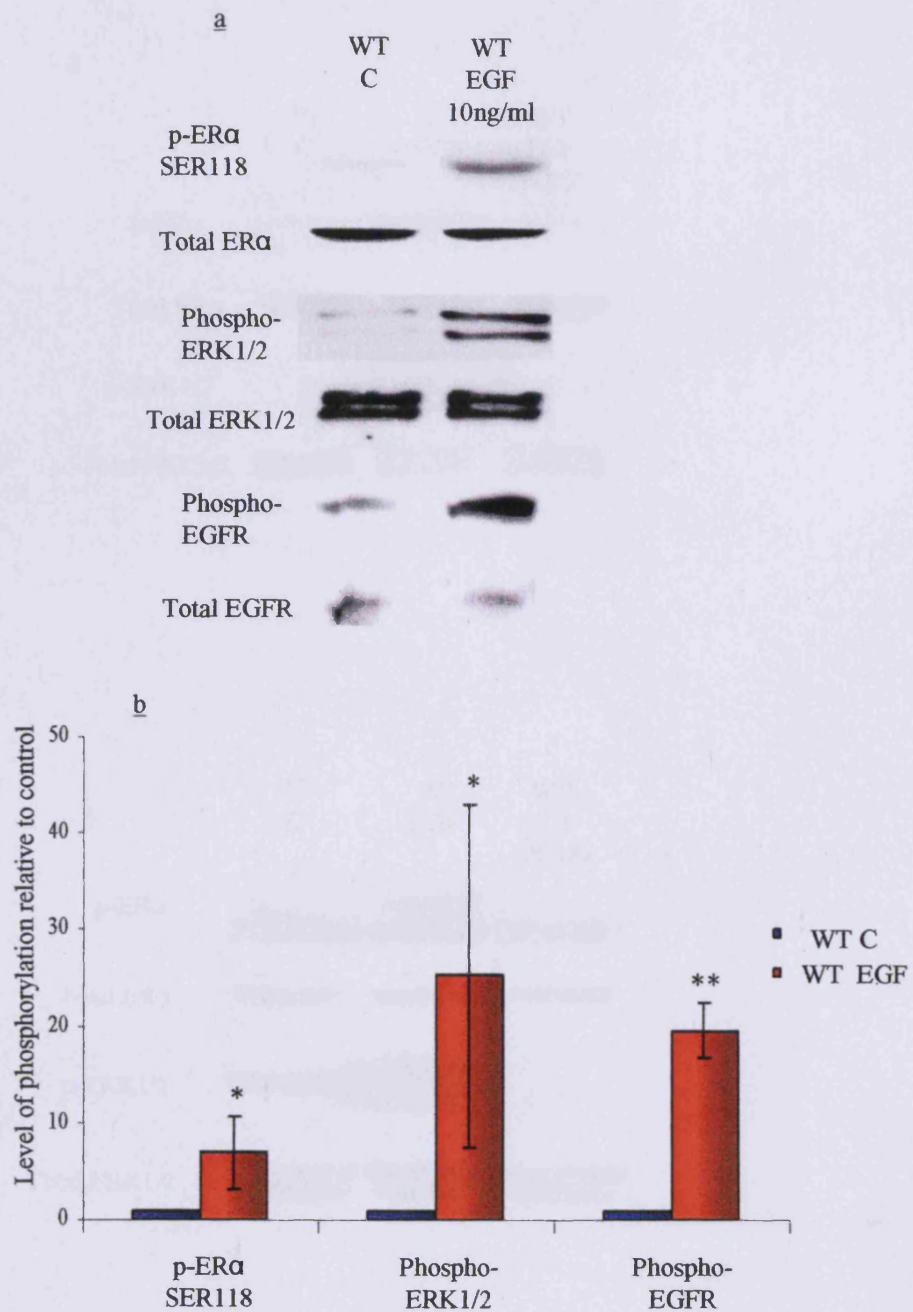 a
WT
C
WT
EGF
10ng/ml
p-ERα
SER118
Total ERα
Phospho-
ERK1/2
Total ERK1/2
Phospho-
EGFR
Total EGFR
b
Level of phosphorylation relative to control
50
40
30
20
10
0
*
*
**
WT C
WT EGF
p-ERα
SER118
Phospho-
ERK1/2
Phospho-
EGFR